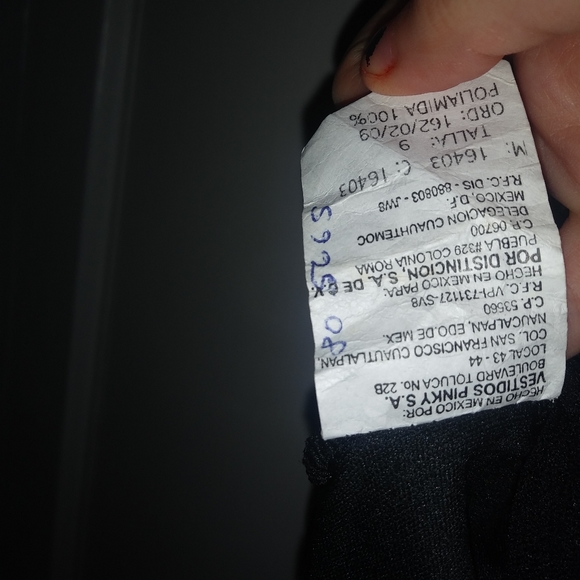 HECHO EN MEXICO POR:
VESTIDOS PINKY S.A.
BOULEVARD TOLUCA No. 22B
LOCAL 43 - 44
COL. SAN FRANCISCO CUAUTLALPAN,
NAUCALPAN, EDO.DE MEX.
C.P. 53560
R.F.C. VPI-731127-SV8
HECHO EN MEXICO PARA:
POR DISTINCION, S.A. DE C.V.
PUEBLA #329 COLONIA ROMA
C.P. 06700
DELEGACION CUAUHTEMOC
MEXICO, D.F.
R.F.C. DIS - 880803 - JW8
M: 16403 C: 16403
TALLA: 9
ORD: 162/02/09
POLIAMIDA 100%